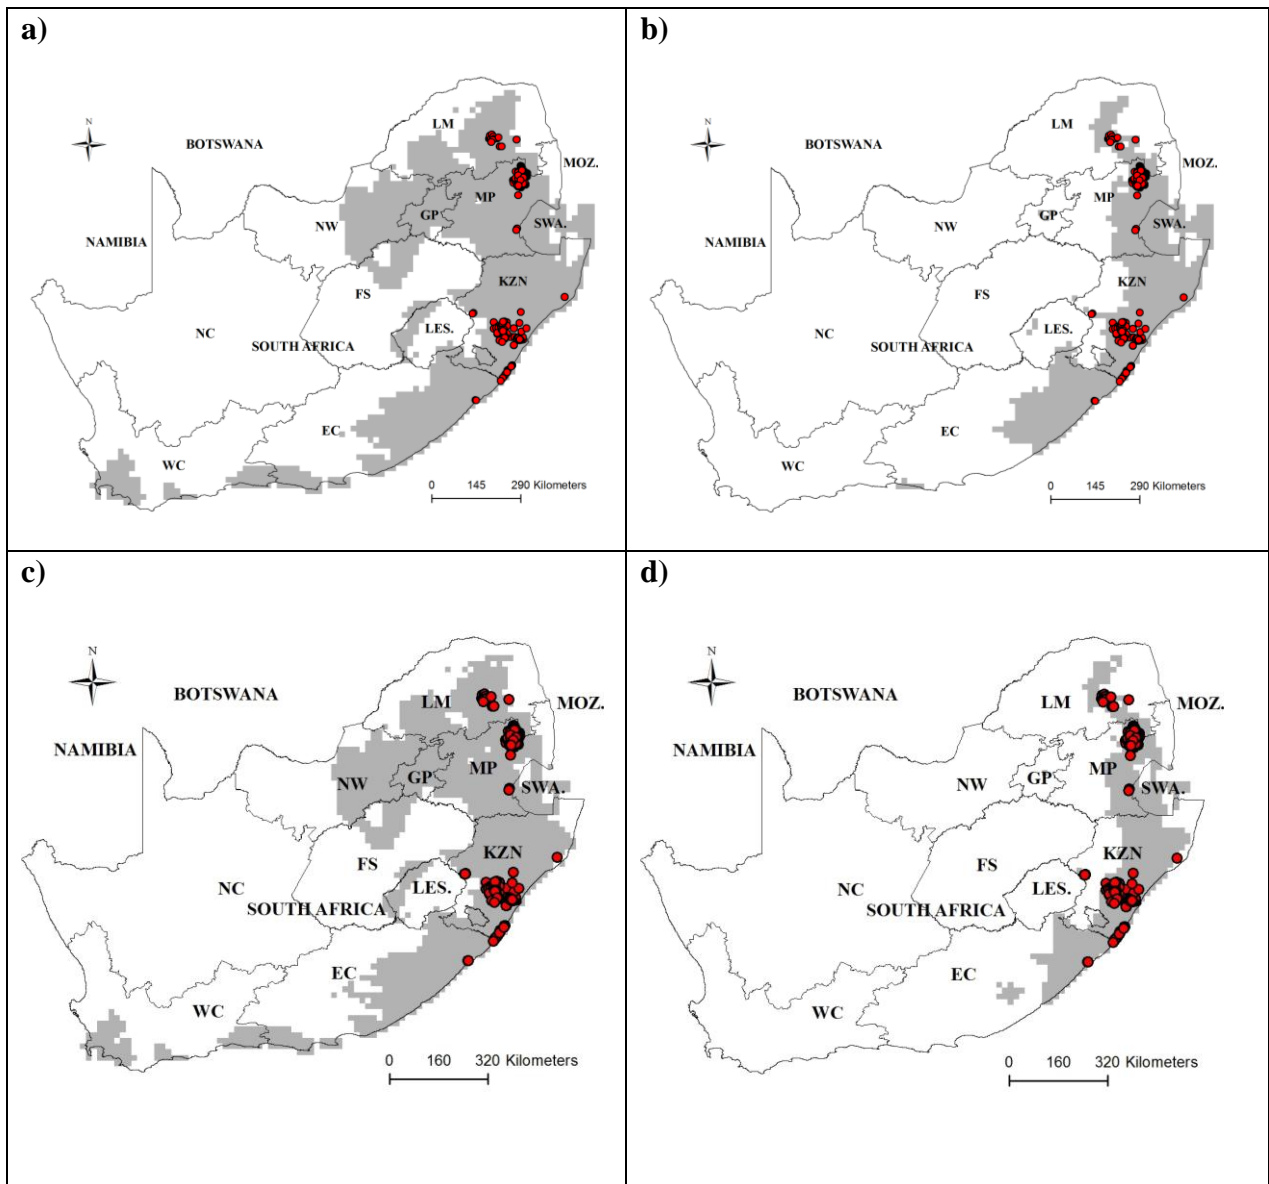 a)
N
LM
BOTSWANA
MOZ.
MP
GP
NW
SWA.
NAMIBIA
KZN
FS
LES.
NC
SOUTH AFRICA
EC
WC
0 145 290 Kilometers
b)
N
LM
BOTSWANA
MOZ.
MP
GP
NW
SWA.
NAMIBIA
KZN
FS
LES.
NC
SOUTH AFRICA
EC
WC
0 145 290 Kilometers
c)
N
BOTSWANA
LM
MOZ.
NAMIBIA
MP
GP
NW
SWA.
KZN
FS
LES.
NC
SOUTH AFRICA
EC
WC
0 160 320 Kilometers
d)
N
BOTSWANA
LM
MOZ.
NAMIBIA
MP
GP
NW
SWA.
KZN
FS
LES.
NC
SOUTH AFRICA
EC
WC
0 160 320 Kilometers